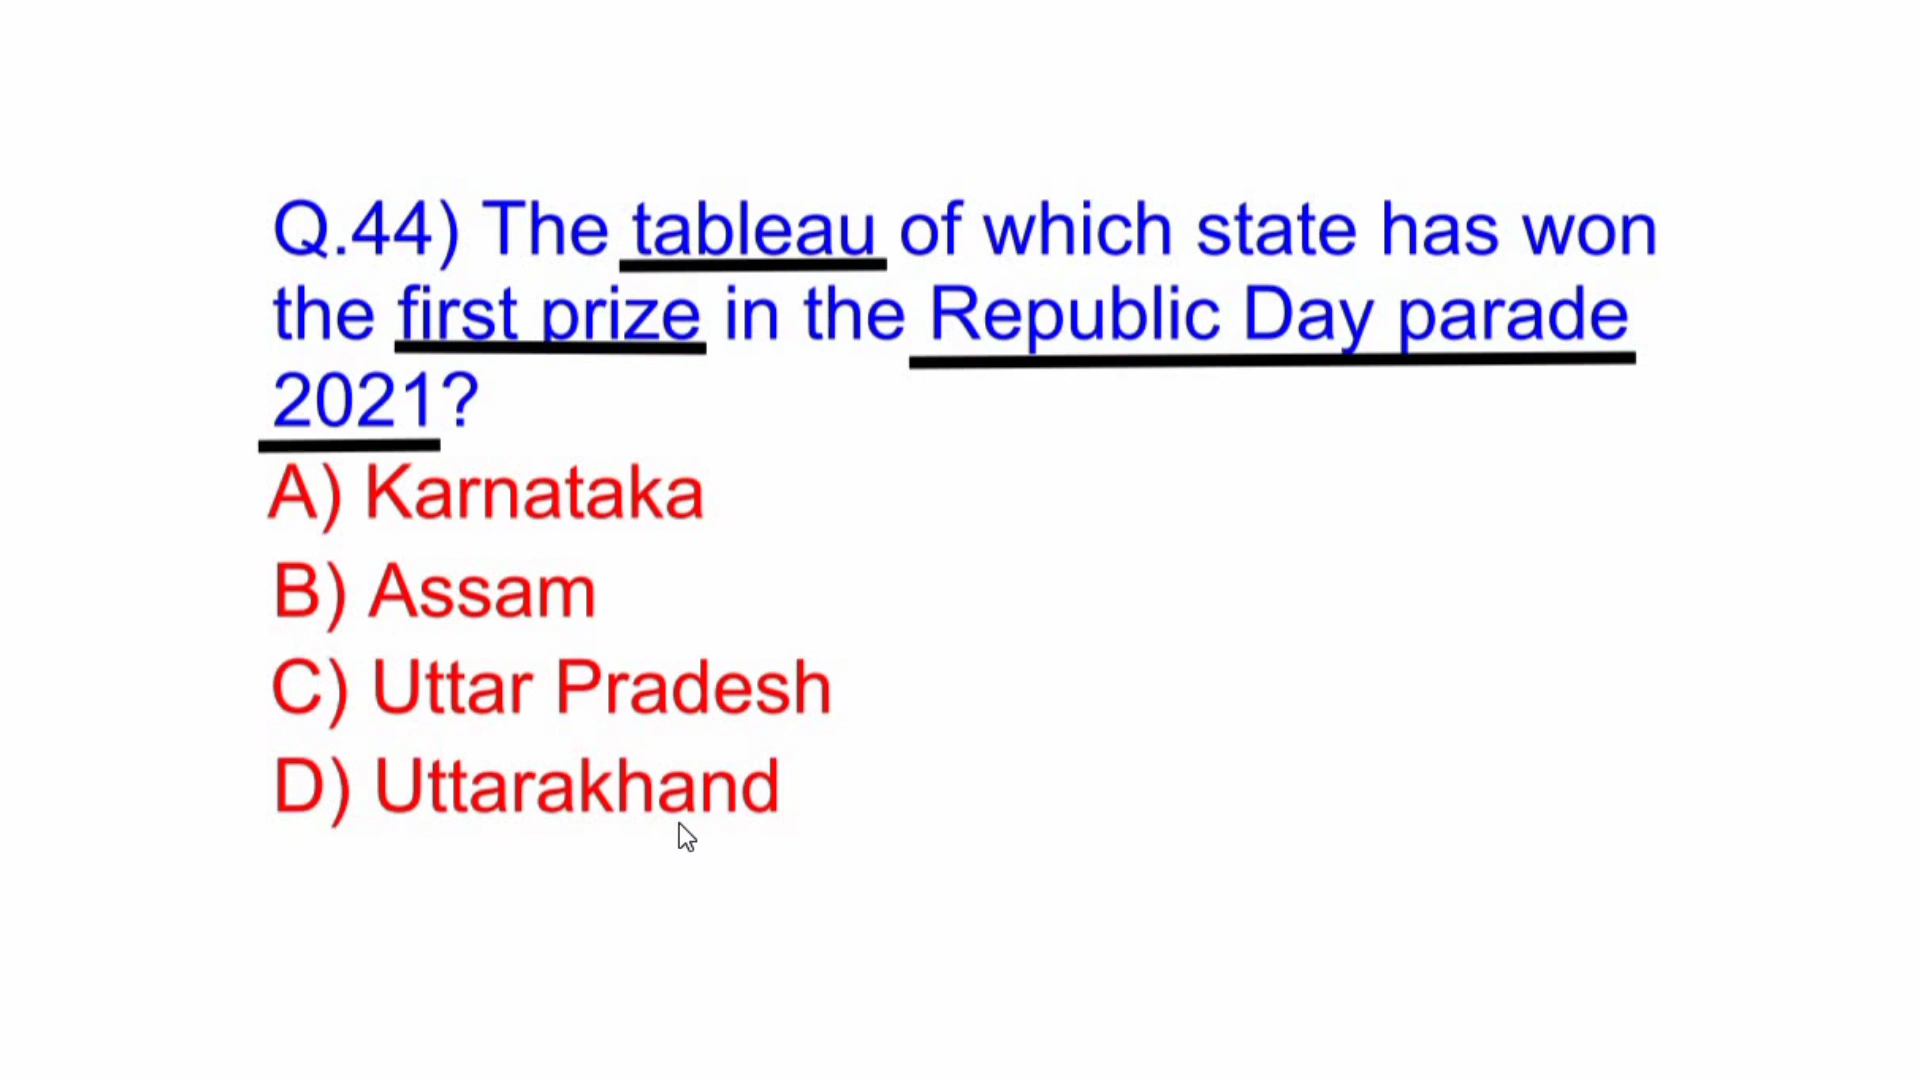 Q.44) The tableau of which state has won
the first prize in the Republic Day parade
2021?
A) Karnataka
B) Assam
C) Uttar Pradesh
D) Uttarakhand